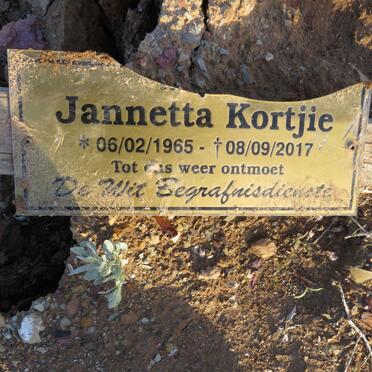 Jannetta Kortjie
* 06/02/1965 - † 08/09/2017
Tot ons weer ontmoet
De Wit Begrafnisdienste